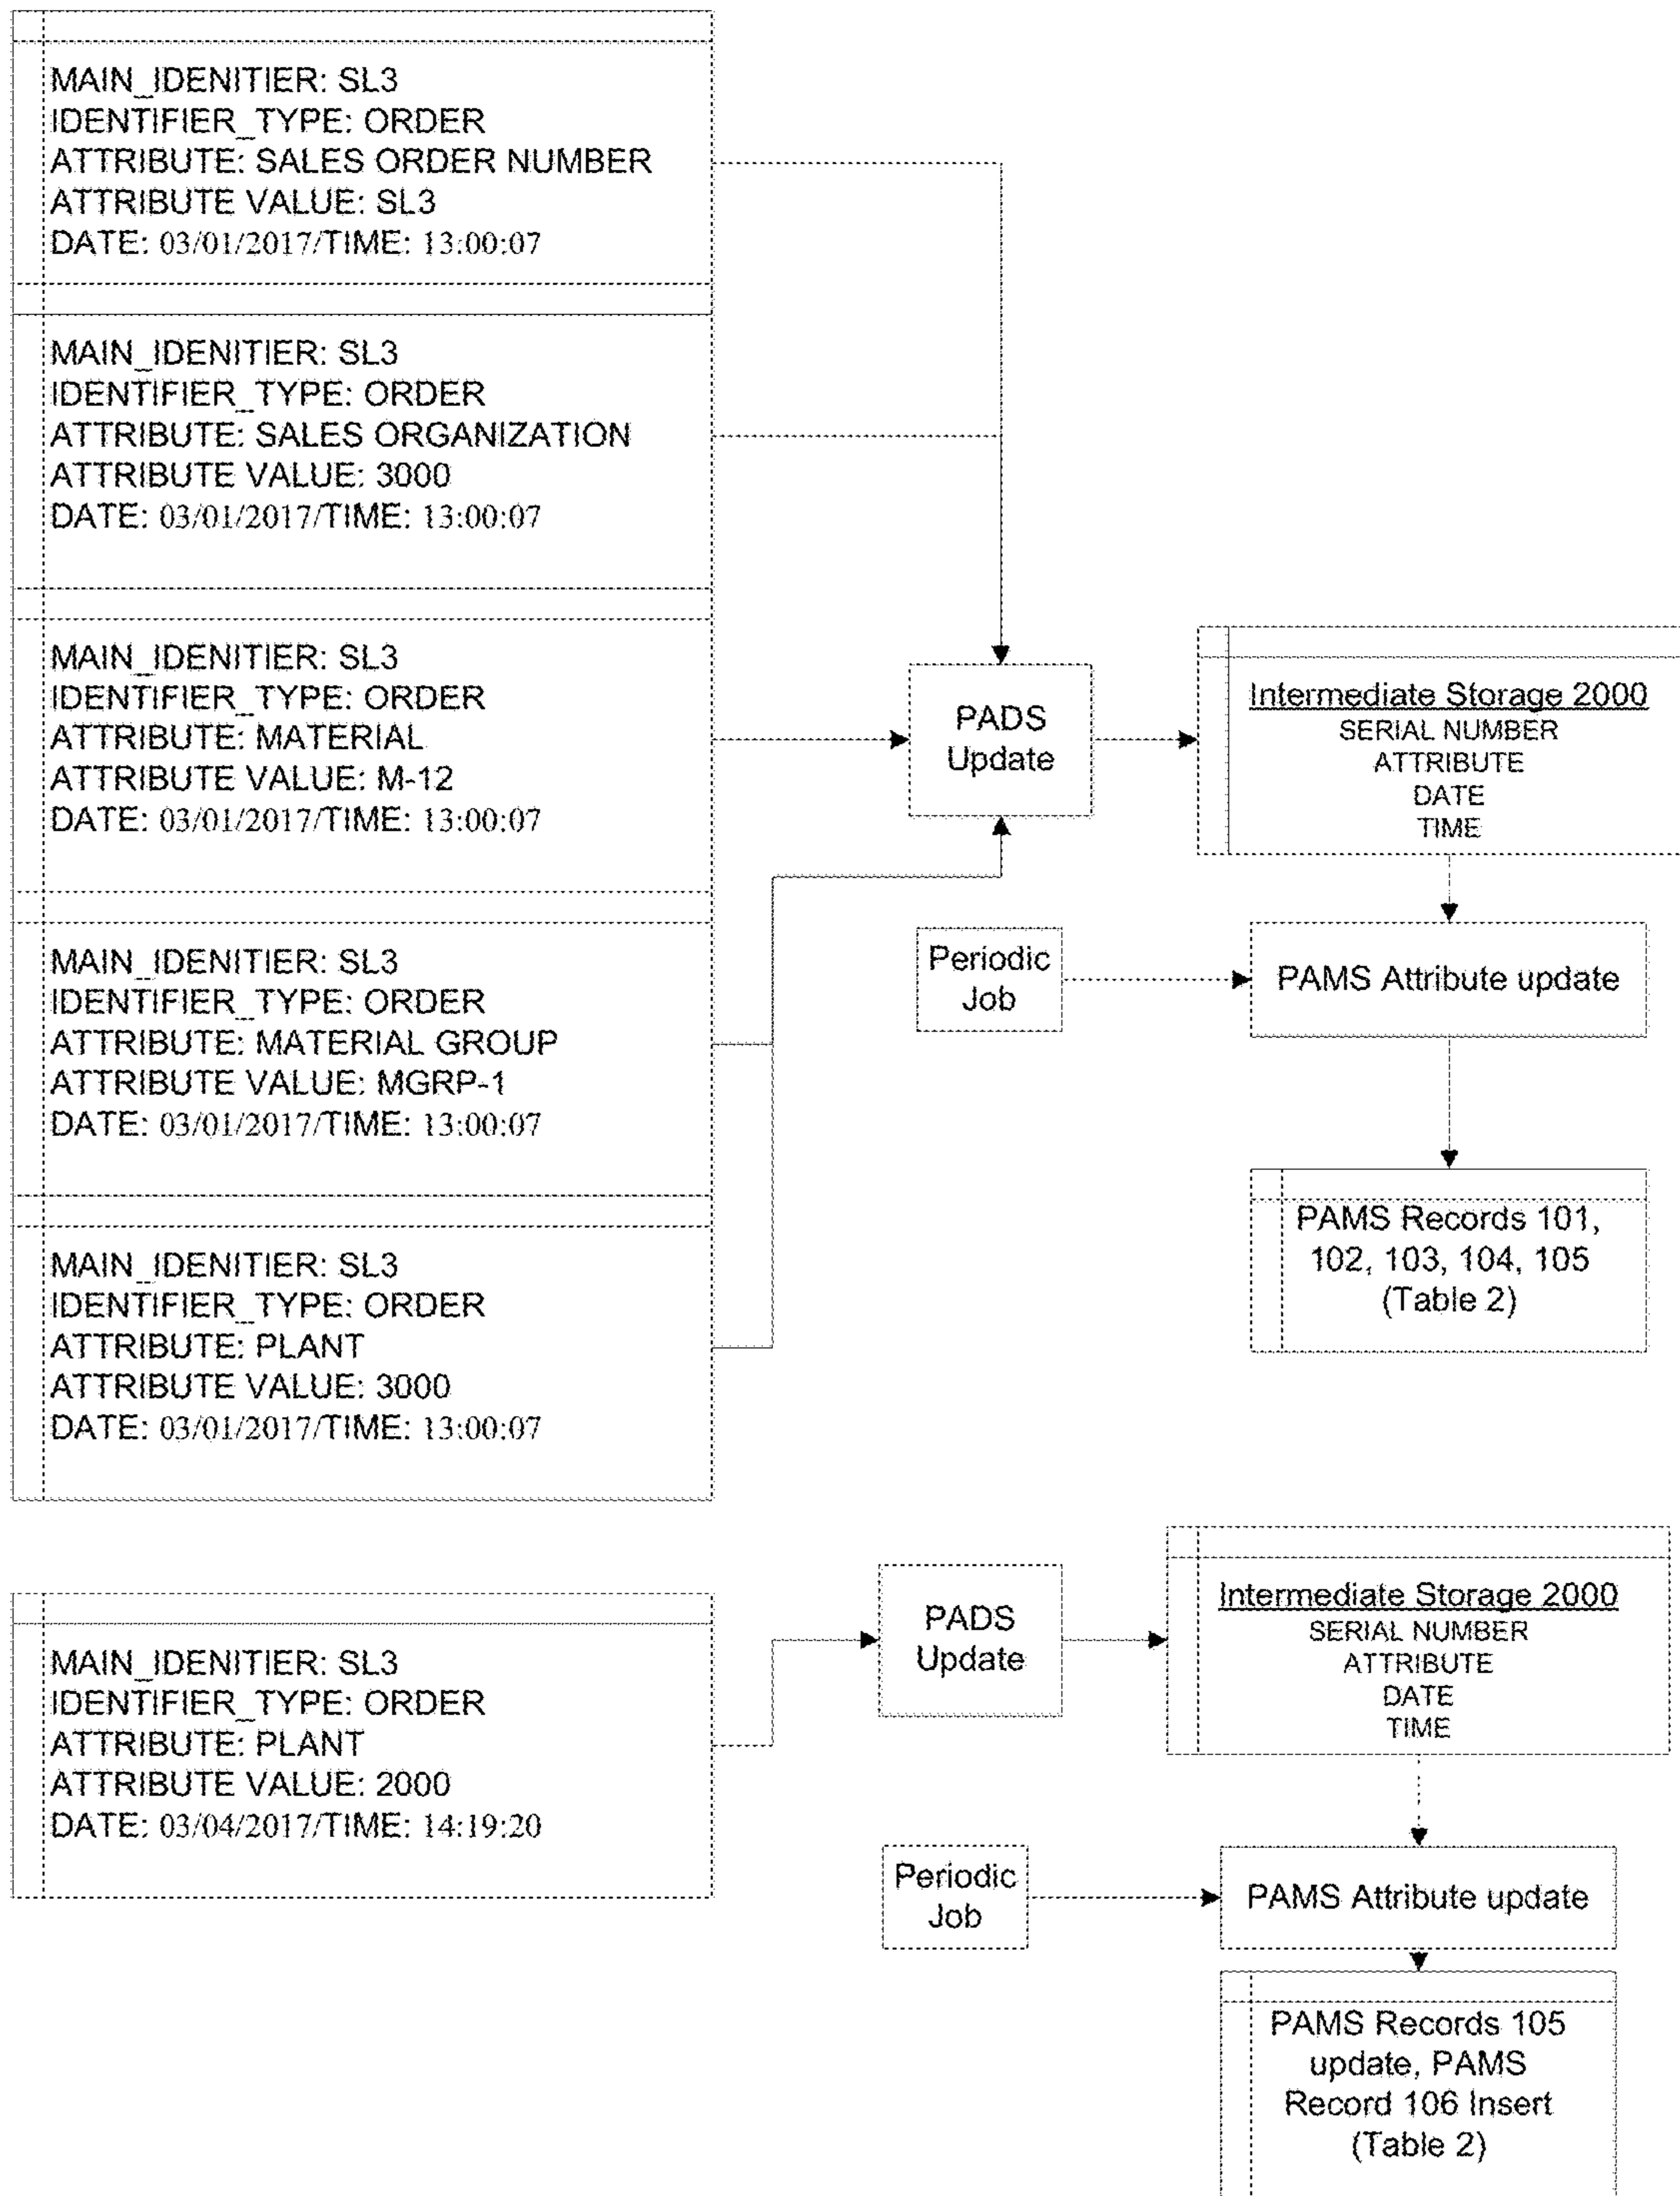 MAIN_IDENITIER: SL3
IDENTIFIER_TYPE: ORDER
ATTRIBUTE: SALES ORDER NUMBER
ATTRIBUTE VALUE: SL3
DATE: 03/01/2017/TIME: 13:00:07
MAIN_IDENITIER: SL3
IDENTIFIER_TYPE: ORDER
ATTRIBUTE: SALES ORGANIZATION
ATTRIBUTE VALUE: 3000
DATE: 03/01/2017/TIME: 13:00:07
MAIN_IDENITIER: SL3
IDENTIFIER_TYPE: ORDER
ATTRIBUTE: MATERIAL
ATTRIBUTE VALUE: M-12
DATE: 03/01/2017/TIME: 13:00:07
MAIN_IDENITIER: SL3
IDENTIFIER_TYPE: ORDER
ATTRIBUTE: MATERIAL GROUP
ATTRIBUTE VALUE: MGRP-1
DATE: 03/01/2017/TIME: 13:00:07
MAIN_IDENITIER: SL3
IDENTIFIER_TYPE: ORDER
ATTRIBUTE: PLANT
ATTRIBUTE VALUE: 3000
DATE: 03/01/2017/TIME: 13:00:07
PADS
Update
Intermediate Storage 2000
SERIAL NUMBER
ATTRIBUTE
DATE
TIME
Periodic
Job
PAMS Attribute update
PAMS Records 101,
102, 103, 104, 105
(Table 2)
MAIN_IDENITIER: SL3
IDENTIFIER_TYPE: ORDER
ATTRIBUTE: PLANT
ATTRIBUTE VALUE: 2000
DATE: 03/04/2017/TIME: 14:19:20
PADS
Update
Intermediate Storage 2000
SERIAL NUMBER
ATTRIBUTE
DATE
TIME
Periodic
Job
PAMS Attribute update
PAMS Records 105
update, PAMS
Record 106 Insert
(Table 2)